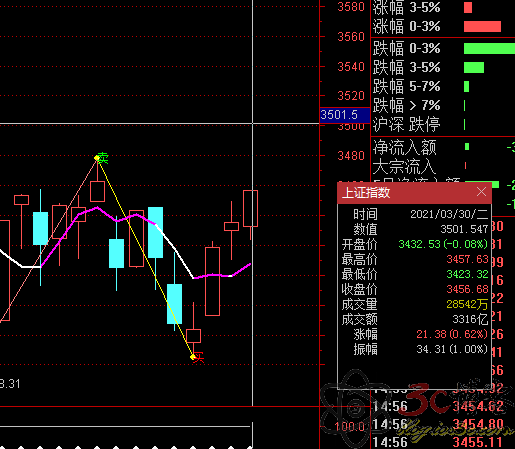 3580
3560
3540
3520
3501.5
3500
3480
100.0
卖
买
8.31
涨幅 3-5%
涨幅 0-3%
跌幅 0-3%
跌幅 3-5%
跌幅 5-7%
跌幅 > 7%
沪深 跌停
净流入额
大宗流入
上证指数
时间 2021/03/30/二
数值 3501.547
开盘价 3432.53(-0.08%)
最高价 3457.63
最低价 3423.32
收盘价 3456.68
成交量 28542万
成交额 3316亿
涨幅 21.38(0.62%)
振幅 34.31(1.00%)
14:55 3454.52
14:56 3454.62
14:56 3454.80
14:56 3455.11